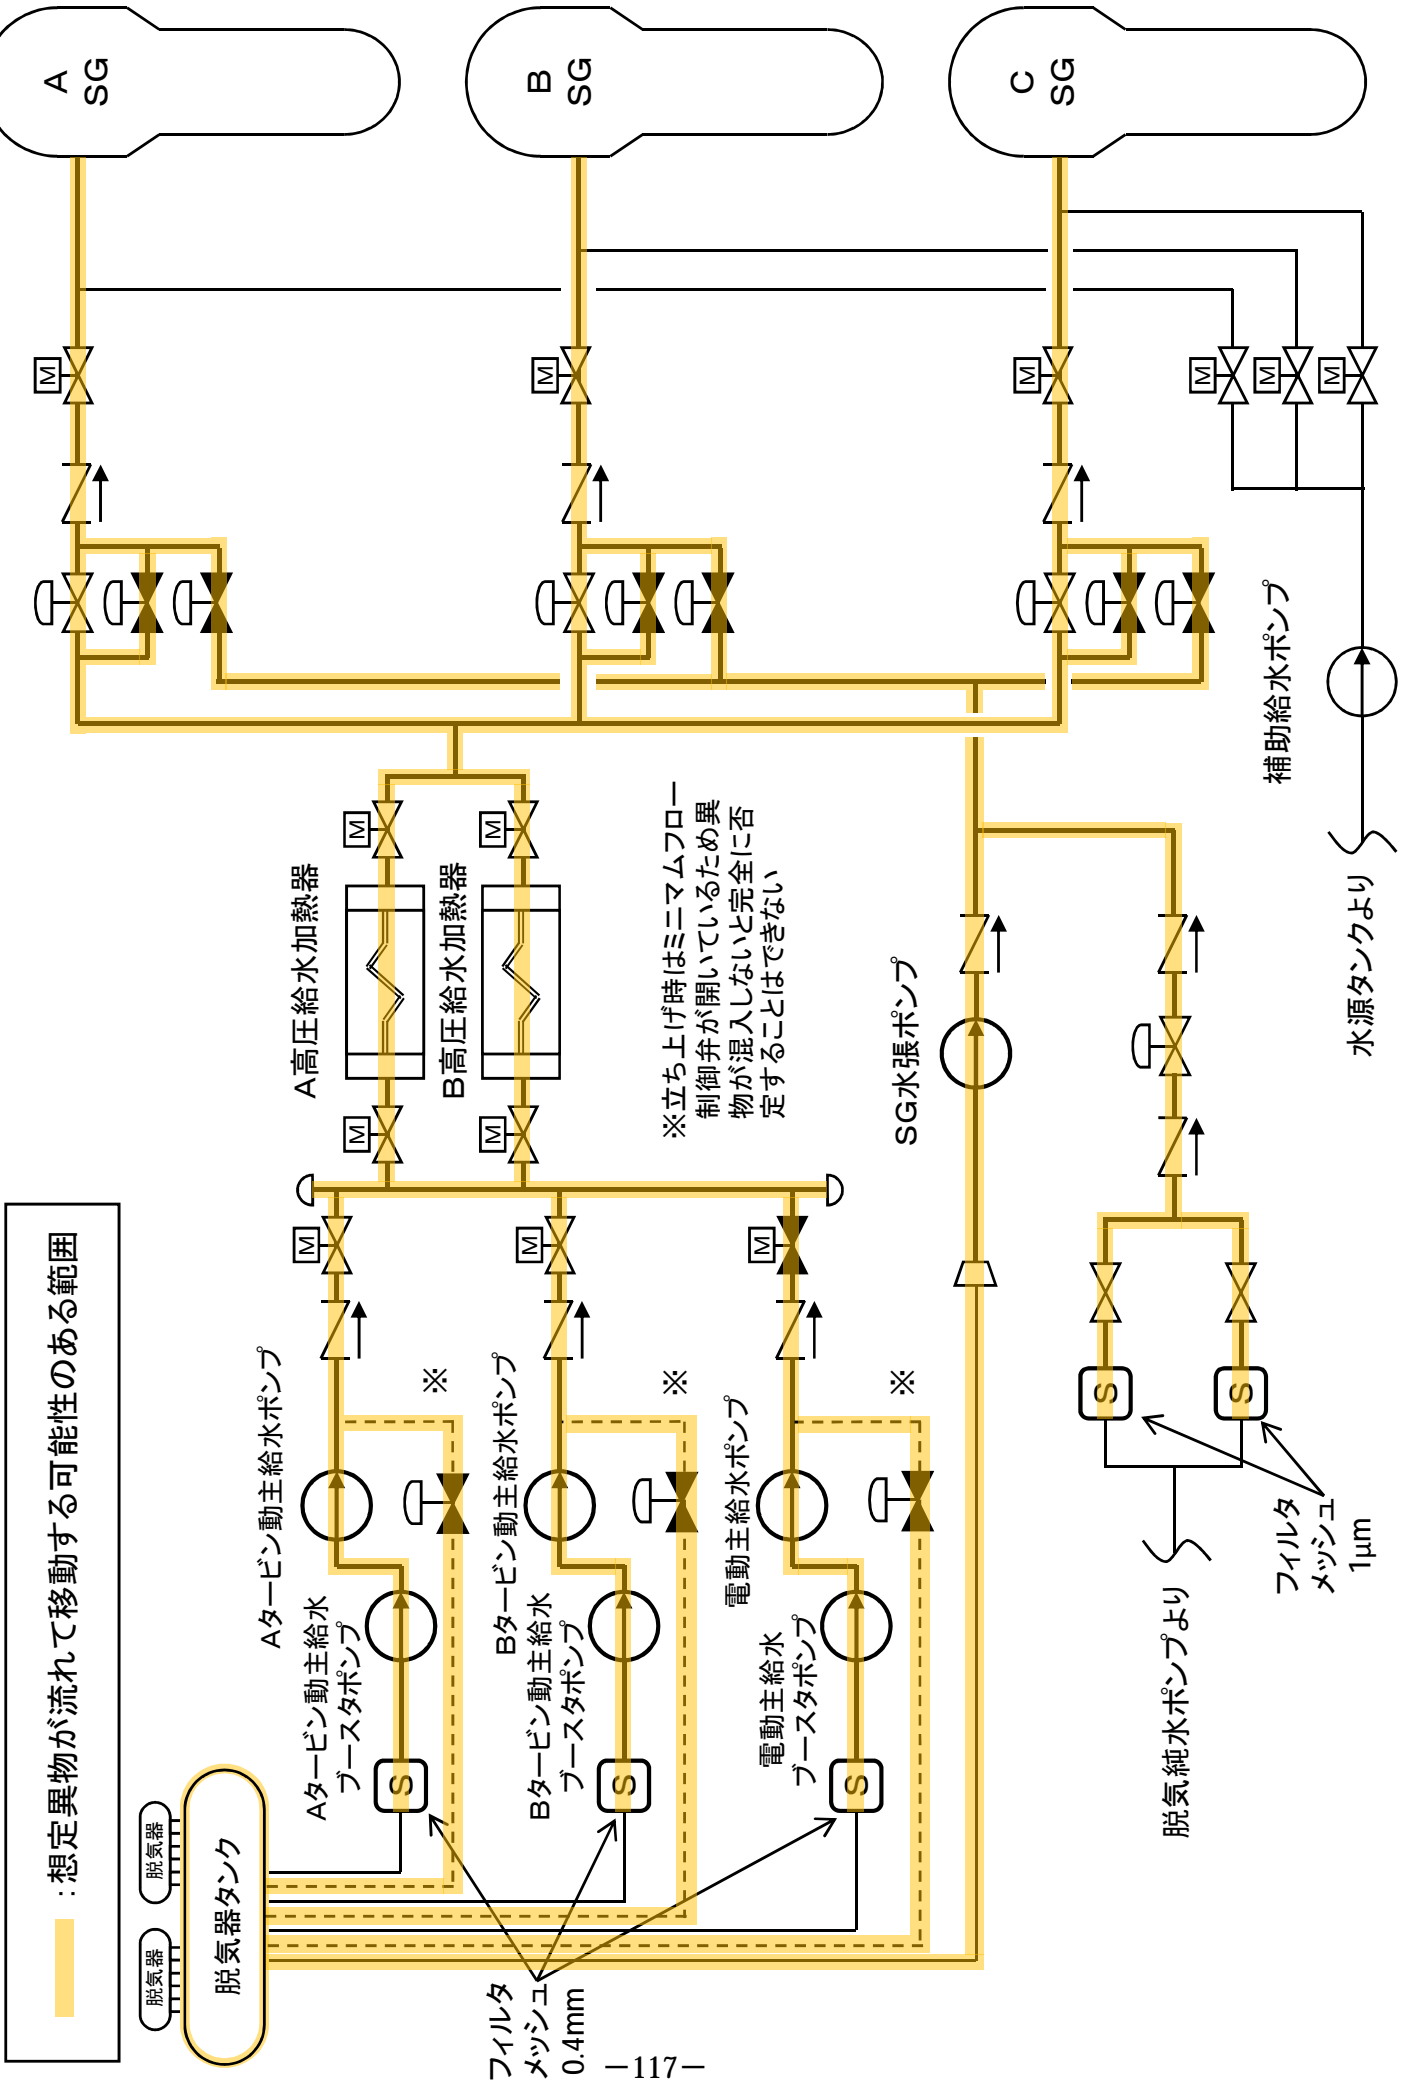 ：想定異物が流れて移動する可能性のある範囲
A
SG
B
SG
C
SG
M
M
M
M
M
M
M
M
A高圧給水加熱器
M
M
B高圧給水加熱器
M
M
※立ち上げ時はミニマムフロー
制御弁が開いているため異
物が混入しないと完全に否
定することはできない
補助給水ポンプ
水源タンクより
SG水張ポンプ
M
Aタービン動主給水ポンプ
※
Aタービン動主給水
ブースタポンプ
S
Bタービン動主給水ポンプ
※
Bタービン動主給水
ブースタポンプ
S
電動主給水ポンプ
※
電動主給水
ブースタポンプ
S
脱気器
脱気器
脱気器タンク
フィルタ
メッシュ
0.4mm
S
S
フィルタ
メッシュ
1μm
脱気純水ポンプより
－117－